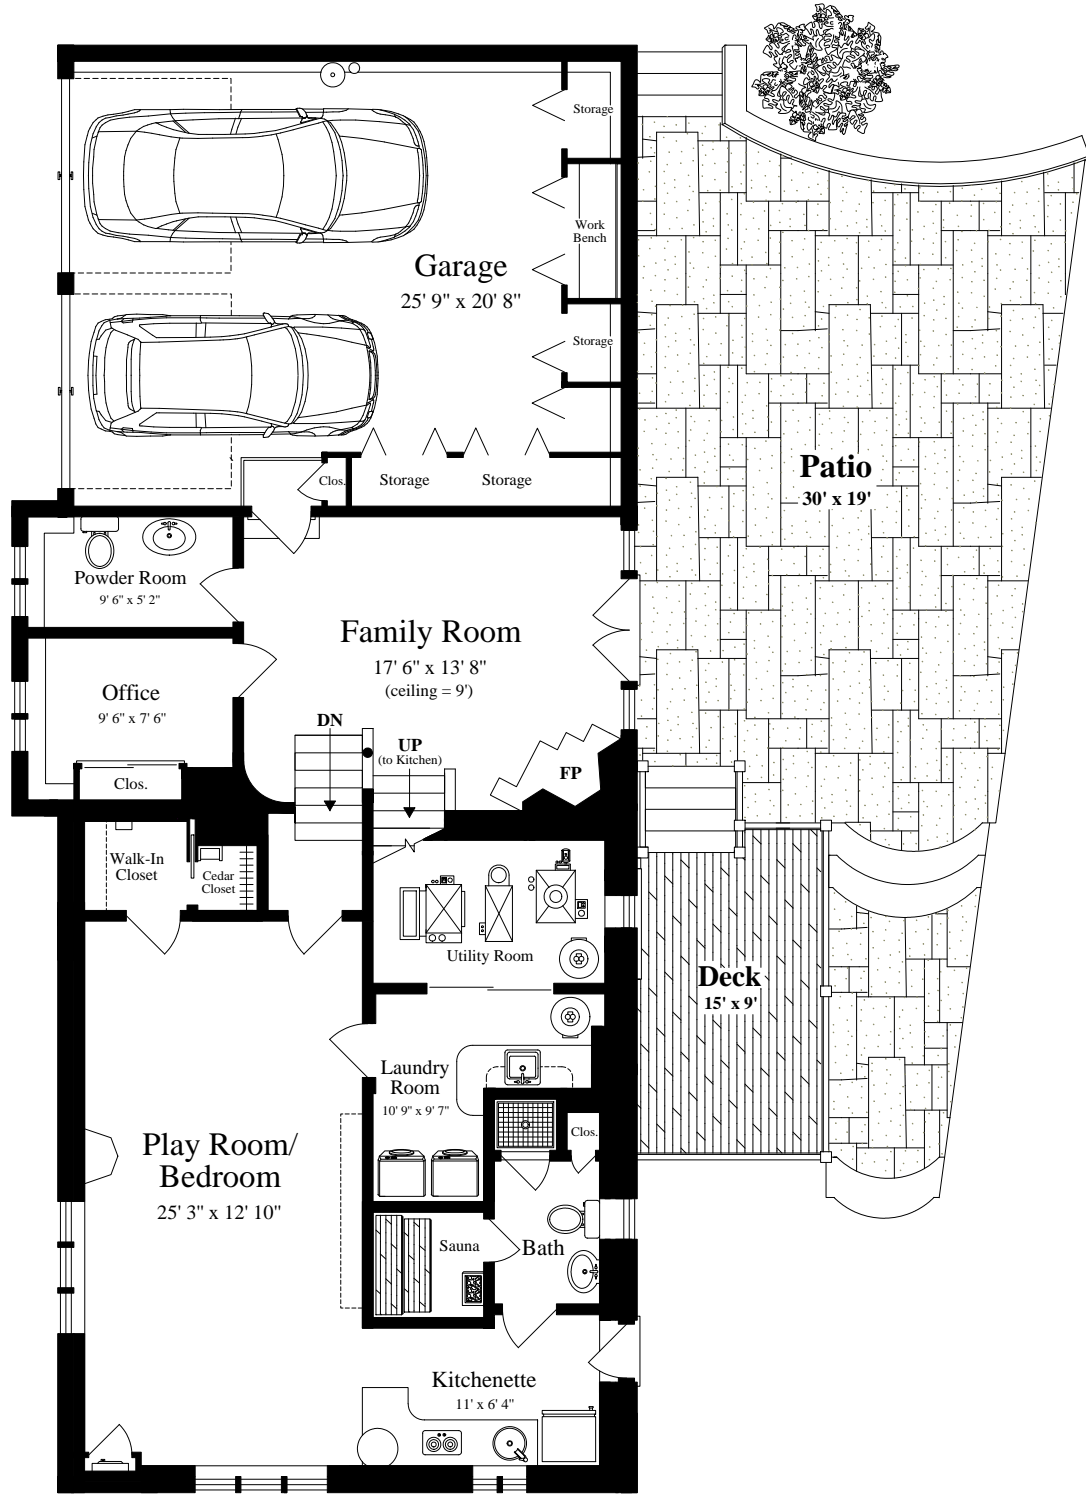 Storage
Work
Bench
Garage
25' 9" x 20' 8"
Storage
Clos.
Storage
Storage
Patio
30' x 19'
Powder Room
9' 6" x 5' 2"
Family Room
17' 6" x 13' 8"
(ceiling = 9')
Office
9' 6" x 7' 6"
DN
UP
(to Kitchen)
FP
Clos.
Walk-In
Closet
Cedar
Closet
Utility Room
Deck
15' x 9'
Laundry
Room
10' 9" x 9' 7"
Clos.
Play Room/
Bedroom
25' 3" x 12' 10"
Sauna
Bath
Kitchenette
11' x 6' 4"